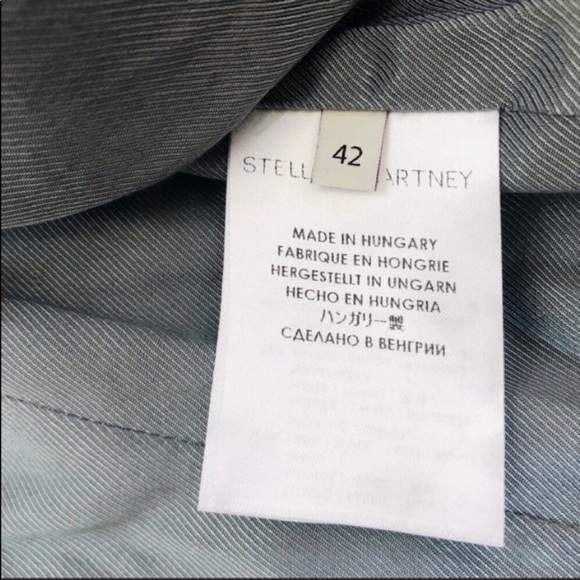 42
STELL ARTNEY
MADE IN HUNGARY
FABRIQUE EN HONGRIE
HERGESTELLT IN UNGARN
HECHO EN HUNGRIA
ハンガリー製
СДЕЛАНО В ВЕНГРИИ